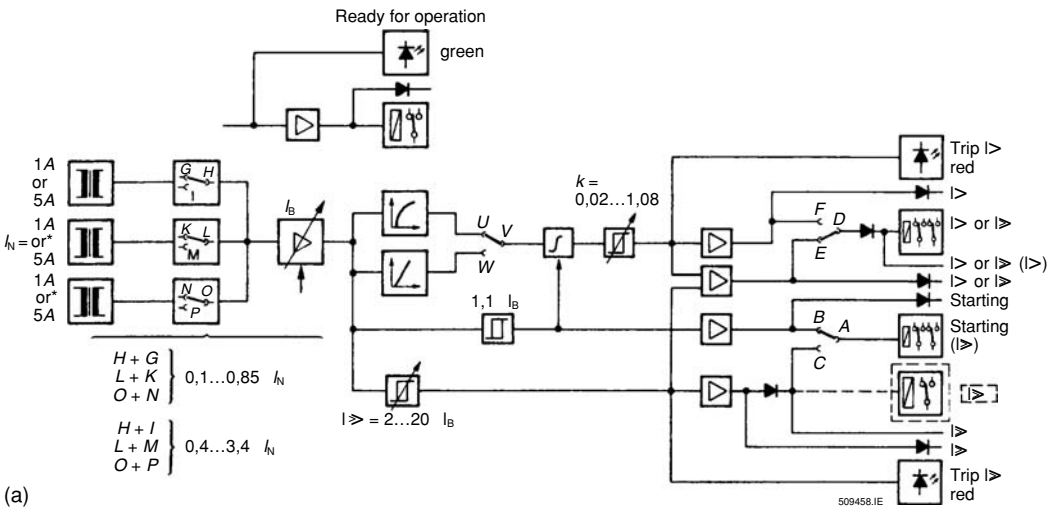 Ready for operation
green
1A
or
5A
G H
I
I_N =
1A
or*
5A
K L
M
1A
or*
5A
N O
P
I_B
U
V
W
k =
0,02...1,08
1,1 I_B
I≫ = 2...20 I_B
F
D
E
B
A
C
Trip I>
red
I>
I> or I≫
I> or I≫ (I>)
I> or I≫
Starting
Starting
(I≫)
I≫
I≫
I≫
Trip I≫
red
H + G
L + K
O + N
0,1...0,85 I_N
H + I
L + M
O + P
0,4...3,4 I_N
(a)
509458.IE